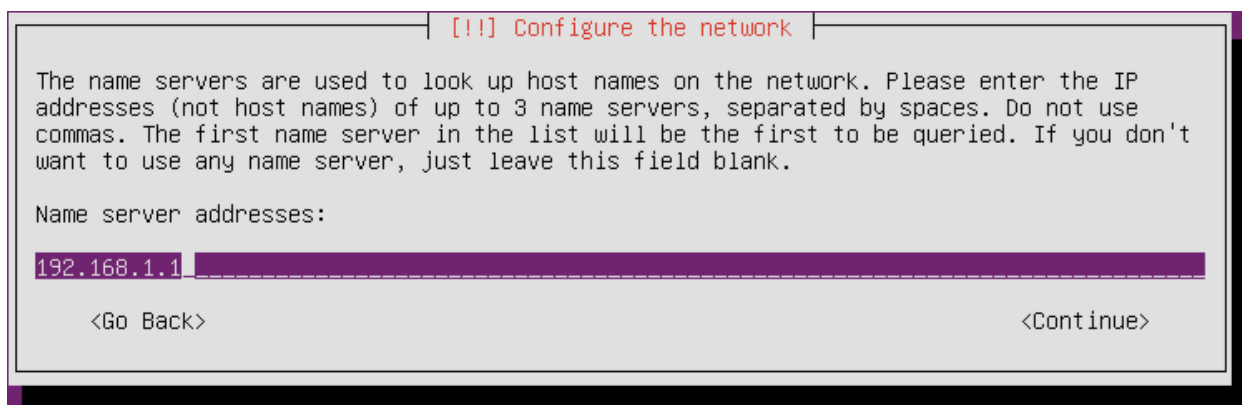 [!!] Configure the network
The name servers are used to look up host names on the network. Please enter the IP
addresses (not host names) of up to 3 name servers, separated by spaces. Do not use
commas. The first name server in the list will be the first to be queried. If you don't
want to use any name server, just leave this field blank.
Name server addresses:
192.168.1.1
<Go Back> <Continue>